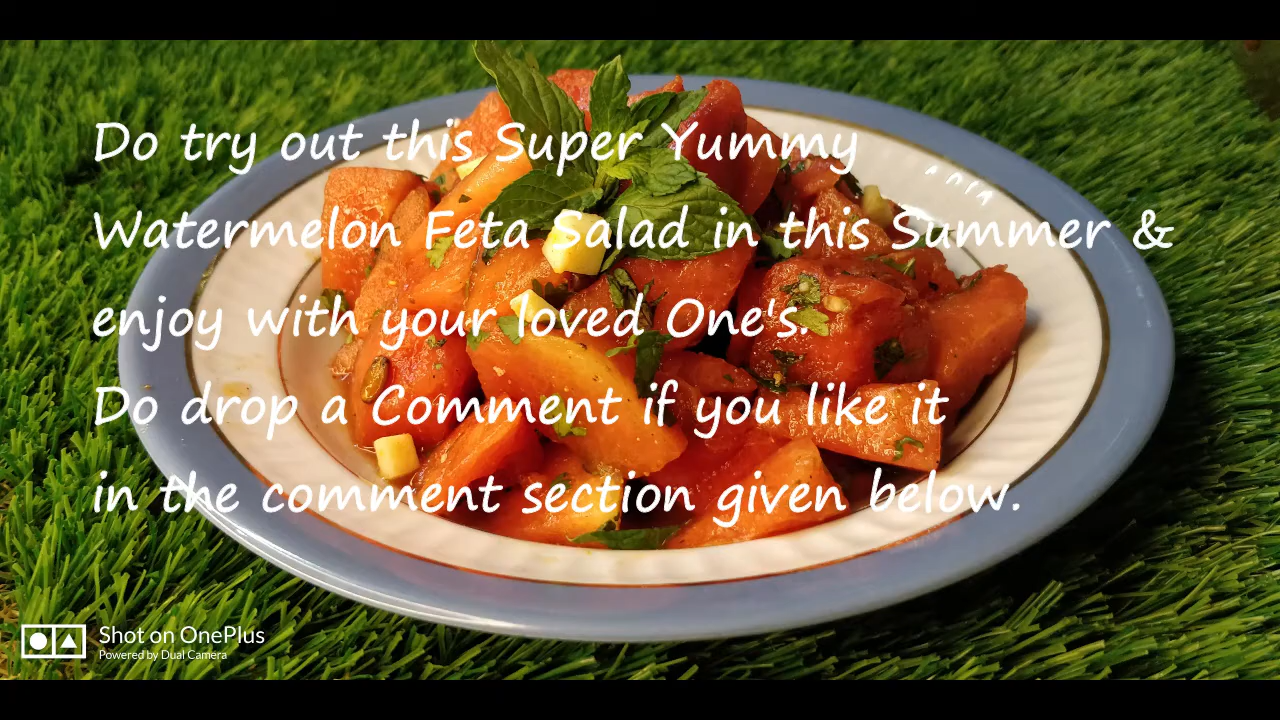 Do try out this Super Yummy
Watermelon Feta Salad in this Summer &
enjoy with your loved One's.
Do drop a Comment if you like it
in the comment section given below.
Shot on OnePlus
Powered by Dual Camera